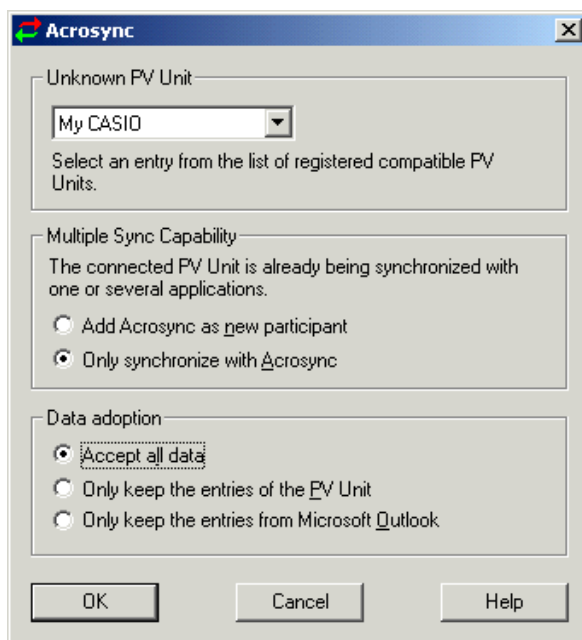 Acrosync
Unknown PV Unit
My CASIO
Select an entry from the list of registered compatible PV
Units.
Multiple Sync Capability
The connected PV Unit is already being synchronized with
one or several applications.
Add Acrosync as new participant
Only synchronize with Acrosync
Data adoption
Accept all data
Only keep the entries of the PV Unit
Only keep the entries from Microsoft Outlook
OK
Cancel
Help